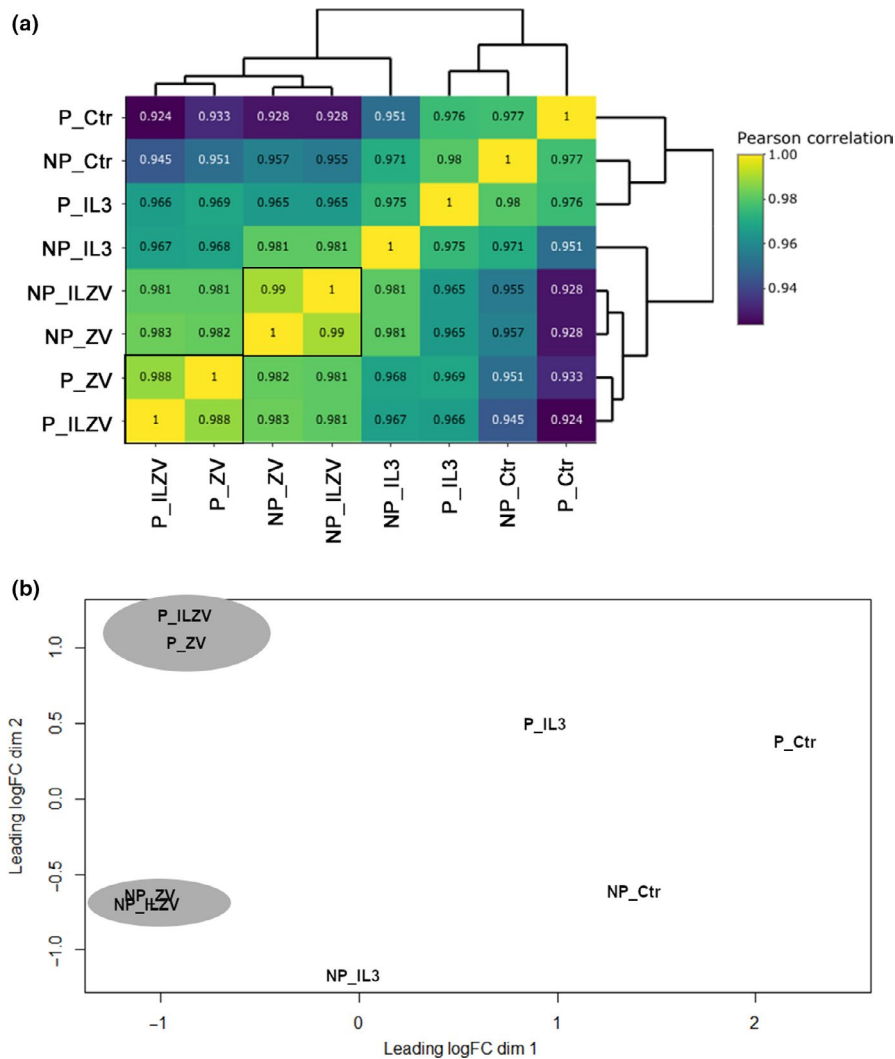 (a)
Pearson correlation
1.00
0.98
0.96
0.94
P_Ctr 0.924 0.933 0.928 0.928 0.951 0.976 0.977 1
NP_Ctr 0.945 0.951 0.957 0.955 0.971 0.98 1 0.977
P_IL3 0.966 0.969 0.965 0.965 0.975 1 0.98 0.976
NP_IL3 0.967 0.968 0.981 0.981 1 0.975 0.971 0.951
NP_ILZV 0.981 0.981 0.99 1 0.981 0.965 0.955 0.928
NP_ZV 0.983 0.982 1 0.99 0.981 0.965 0.957 0.928
P_ZV 0.988 1 0.982 0.981 0.968 0.969 0.951 0.933
P_ILZV 1 0.988 0.983 0.981 0.967 0.966 0.945 0.924
P_ILZV P_ZV NP_ZV NP_ILZV NP_IL3 P_IL3 NP_Ctr P_Ctr
(b)
Leading logFC dim 2
1.0
0.5
0.0
−0.5
−1.0
P_ILZV
P_ZV
P_IL3
P_Ctr
NP_ZV
NP_ILZV
NP_Ctr
NP_IL3
−1 0 1 2
Leading logFC dim 1